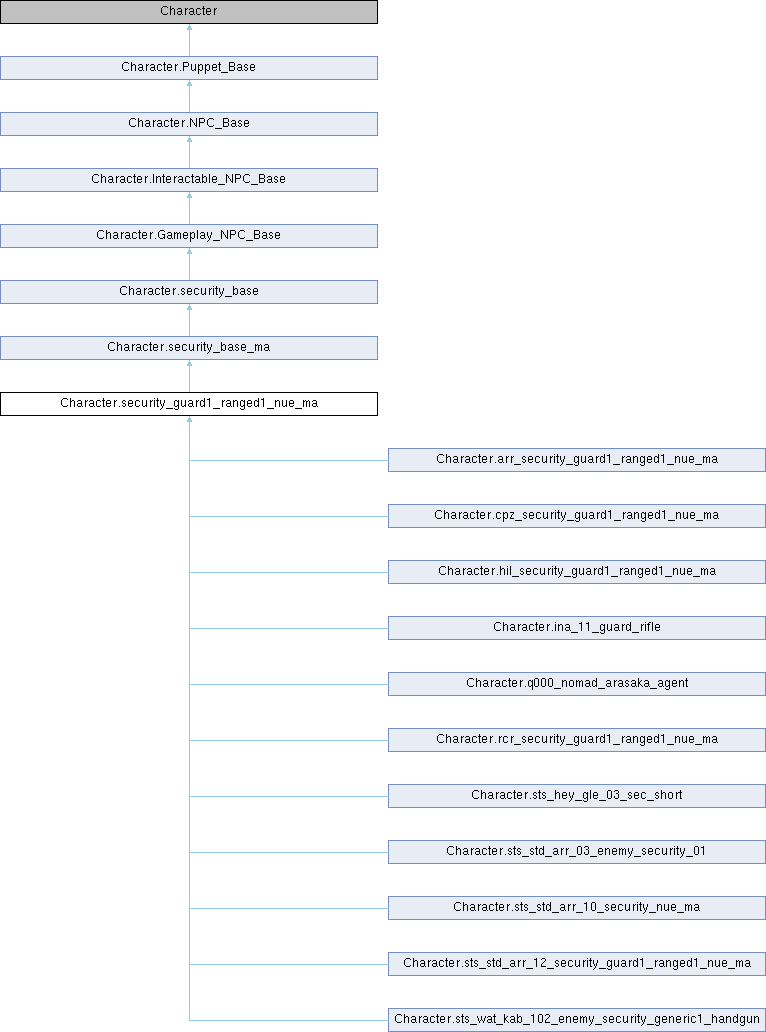 Character
Character.Puppet_Base
Character.NPC_Base
Character.Interactable_NPC_Base
Character.Gameplay_NPC_Base
Character.security_base
Character.security_base_ma
Character.security_guard1_ranged1_nue_ma
Character.arr_security_guard1_ranged1_nue_ma
Character.cpz_security_guard1_ranged1_nue_ma
Character.hil_security_guard1_ranged1_nue_ma
Character.ina_11_guard_rifle
Character.q000_nomad_arasaka_agent
Character.rcr_security_guard1_ranged1_nue_ma
Character.sts_hey_gle_03_sec_short
Character.sts_std_arr_03_enemy_security_01
Character.sts_std_arr_10_security_nue_ma
Character.sts_std_arr_12_security_guard1_ranged1_nue_ma
Character.sts_wat_kab_102_enemy_security_generic1_handgun